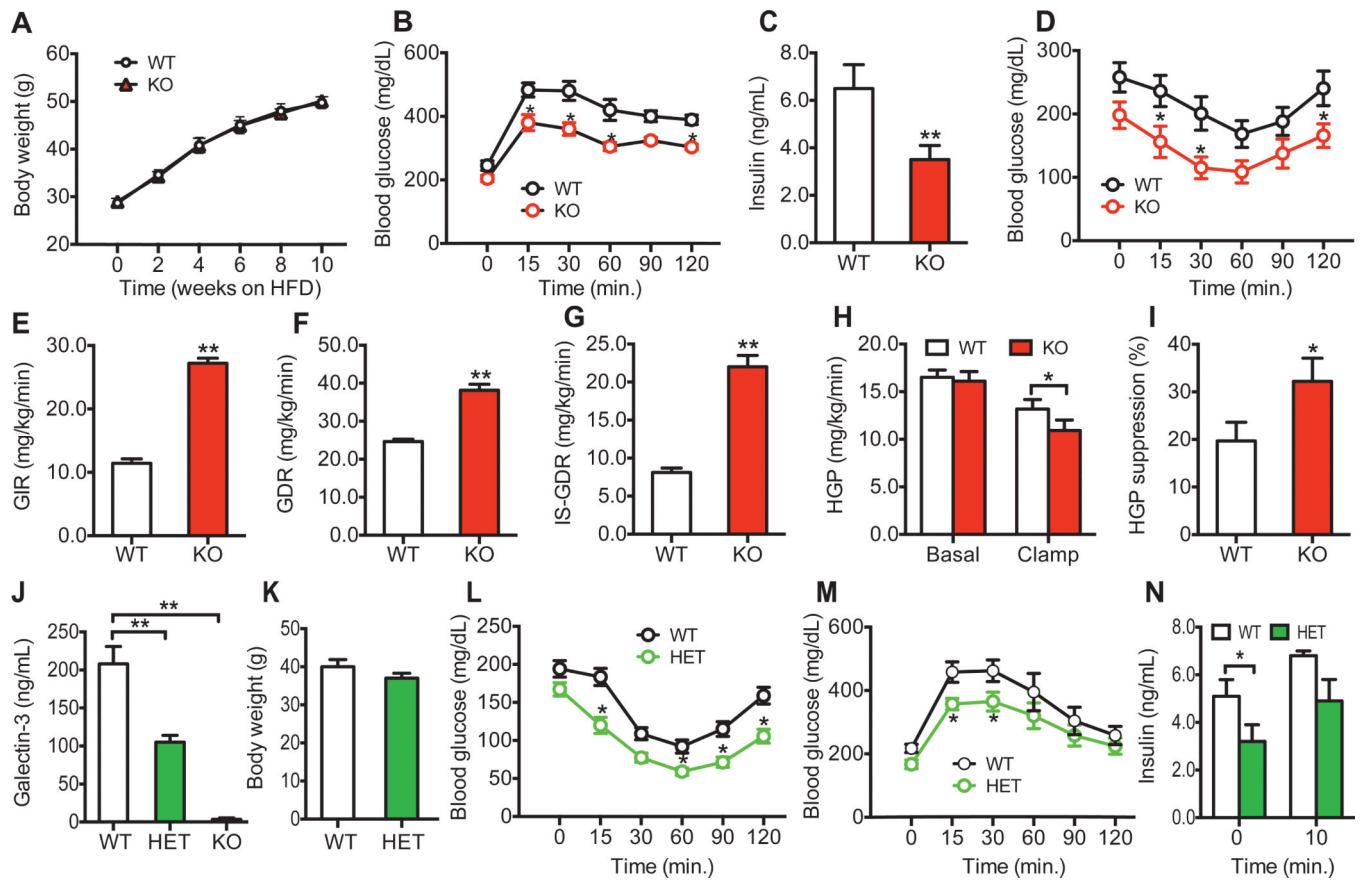 A
Body weight (g)
60
50
40
30
20
WT
KO
0 2 4 6 8 10
Time (weeks on HFD)
B
Blood glucose (mg/dL)
600
400
200
0
* * * *
WT
KO
0 15 30 60 90 120
Time (min.)
C
Insulin (ng/mL)
8.0
6.0
4.0
2.0
0.0
**
WT KO
D
Blood glucose (mg/dL)
300
200
100
0
* * *
WT
KO
0 15 30 60 90 120
Time (min.)
E
GIR (mg/kg/min)
30.0
20.0
10.0
0.0
**
WT KO
F
GDR (mg/kg/min)
50.0
40.0
30.0
20.0
10.0
0.0
**
WT KO
G
IS-GDR (mg/kg/min)
25.0
20.0
15.0
10.0
5.0
0.0
**
WT KO
H
HGP (mg/kg/min)
20.0
15.0
10.0
5.0
0.0
WT KO
*
Basal Clamp
I
HGP suppression (%)
40
30
20
10
0
*
WT KO
J
Galectin-3 (ng/mL)
250
200
150
100
50
0
**
**
WT HET KO
K
Body weight (g)
50
40
30
20
10
0
WT HET
L
Blood glucose (mg/dL)
200
150
100
50
0
WT
HET
* * * *
0 15 30 60 90 120
Time (min.)
M
Blood glucose (mg/dL)
600
400
200
0
* *
WT
HET
0 15 30 60 90 120
Time (min.)
N
Insulin (ng/mL)
8.0
6.0
4.0
2.0
0.0
WT HET
*
0 10
Time (min.)